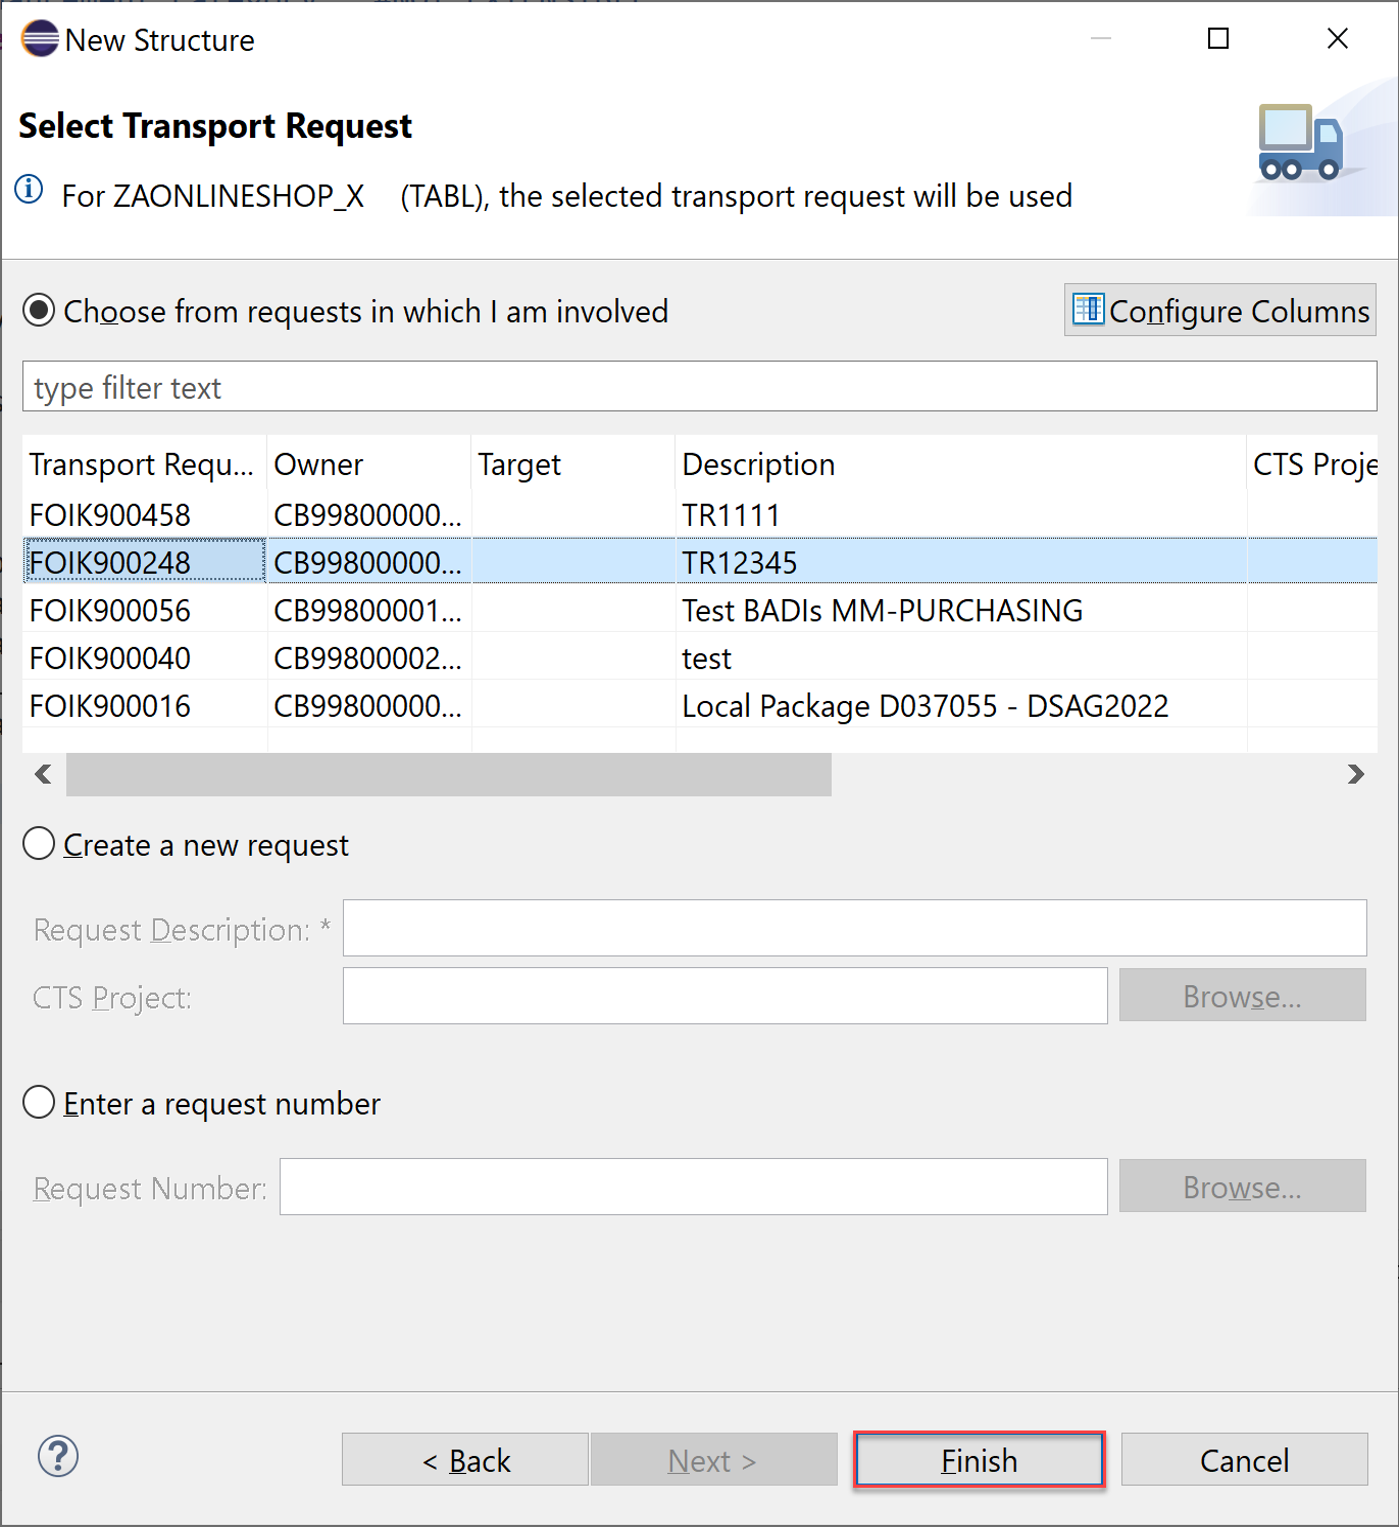 New Structure
Select Transport Request
For ZAONLINESHOP_X (TABL), the selected transport request will be used
Choose from requests in which I am involved
Configure Columns
type filter text
Transport Requ... Owner Target Description CTS Proje
FOIK900458 CB99800000... TR1111
FOIK900248 CB99800000... TR12345
FOIK900056 CB99800001... Test BADIs MM-PURCHASING
FOIK900040 CB99800002... test
FOIK900016 CB99800000... Local Package D037055 - DSAG2022
Create a new request
Request Description: *
CTS Project: Browse...
Enter a request number
Request Number: Browse...
? < Back Next > Finish Cancel